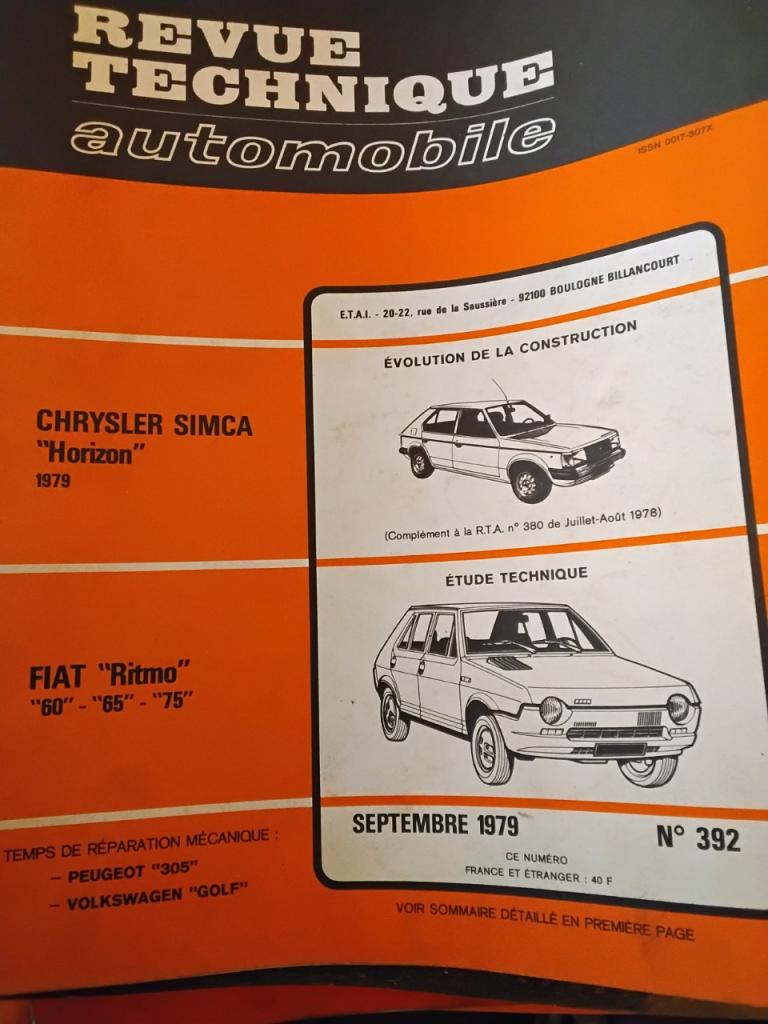 REVUE
TECHNIQUE
automobile
ISSN 0017-307X
E.T.A.I. - 20-22, rue de la Saussière - 92100 BOULOGNE BILLANCOURT
ÉVOLUTION DE LA CONSTRUCTION
CHRYSLER SIMCA
"Horizon"
1979
(Complément à la R.T.A. n° 380 de Juillet-Août 1978)
ÉTUDE TECHNIQUE
FIAT "Ritmo"
"60" - "65" - "75"
SEPTEMBRE 1979
N° 392
CE NUMÉRO
FRANCE ET ÉTRANGER : 40 F
TEMPS DE RÉPARATION MÉCANIQUE :
- PEUGEOT "305"
- VOLKSWAGEN "GOLF"
VOIR SOMMAIRE DÉTAILLÉ EN PREMIÈRE PAGE